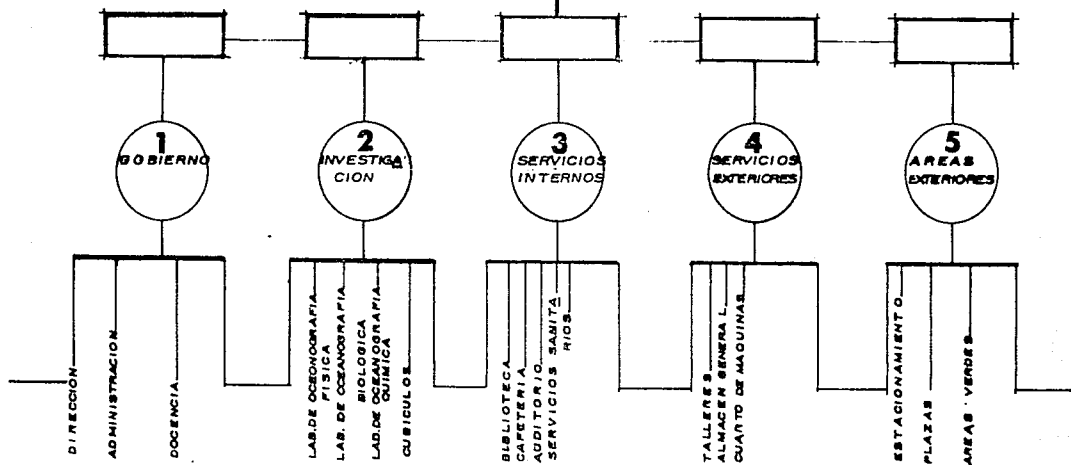 1
GOBIERNO
2
INVESTIGA
CION
3
SERVICIOS
INTERNOS
4
SERVICIOS
EXTERIORES
5
AREAS
EXTERIORES
DIRECCION
ADMINISTRACION
DOCENCIA
LAB. DE OCEONOGRAFIA
FISICA
LAB. DE OCEANOGRAFIA
BIOLOGICA
LAB. DE OCEANOGRAFIA
QUIMICA
CUBICULOS
BIBLIOTECA
CAFETERIA
AUDITORIO
SERVICIOS SANITA
RIOS
TALLERES
ALMACEN GENERAL
CUARTO DE MAQUINAS
ESTACIONAMIENTO
PLAZAS
AREAS VERDES